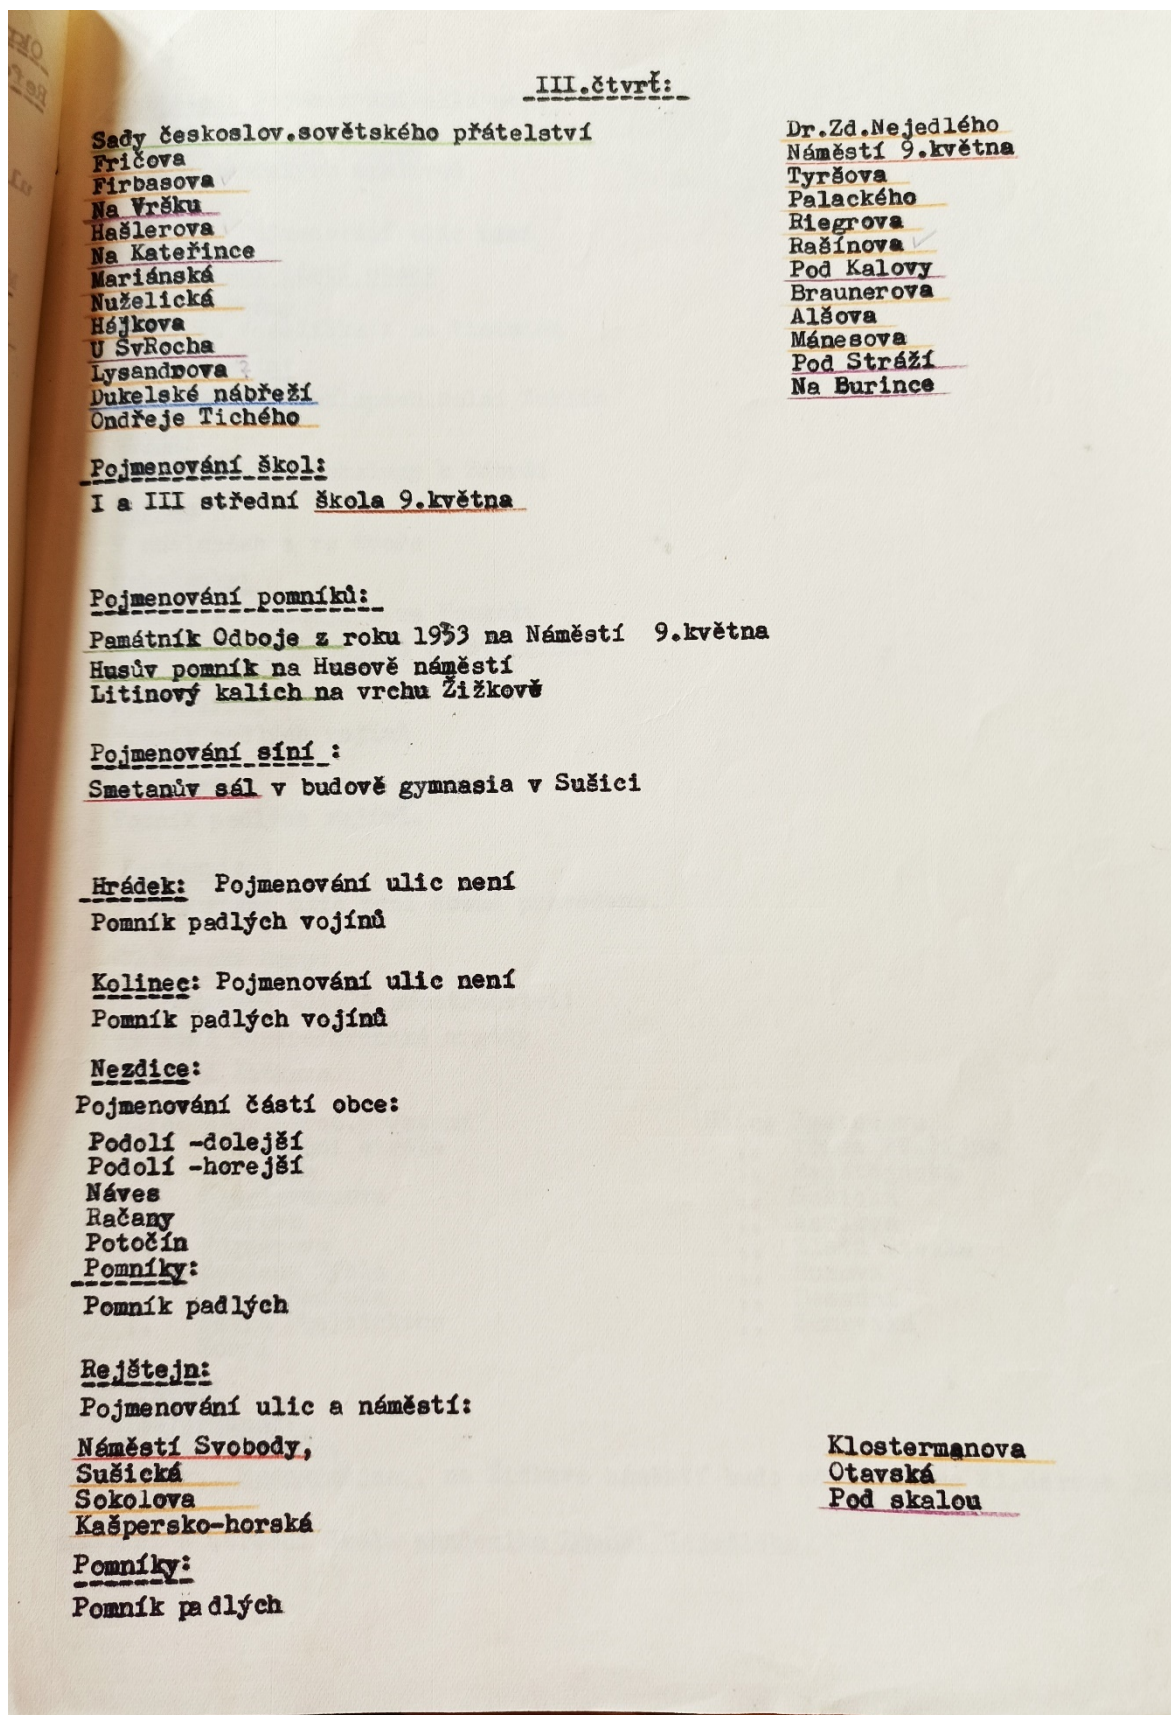 III.čtvrť:
Sady českoslov.sovětského přátelství
Fričova
Firbasova
Na Vršku
Hašlerova
Na Kateřince
Mariánská
Nuželická
Hájkova
U SvRocha
Lysandrova ?
Dukelské nábřeží
Ondřeje Tichého
Dr.Zd.Nejedlého
Náměstí 9.května
Tyršova
Palackého
Riegrova
Rašínova
Pod Kalovy
Braunerova
Alšova
Mánesova
Pod Stráží
Na Burince
Pojmenování škol:
I a III střední škola 9.května
Pojmenování pomníků:
Památník Odboje z roku 1953 na Náměstí 9.května
Husův pomník na Husově náměstí
Litinový kalich na vrchu Žižkově
Pojmenování síní :
Smetanův sál v budově gymnasia v Sušici
Hrádek: Pojmenování ulic není
Pomník padlých vojínů
Kolinec: Pojmenování ulic není
Pomník padlých vojínů
Nezdice:
Pojmenování částí obce:
Podolí -dolejší
Podolí -horejší
Náves
Račany
Potočín
Pomníky:
Pomník padlých
Rejštejn:
Pojmenování ulic a náměstí:
Náměstí Svobody,
Sušická
Sokolova
Kašpersko-horská
Klostermanova
Otavská
Pod skalou
Pomníky:
Pomník padlých